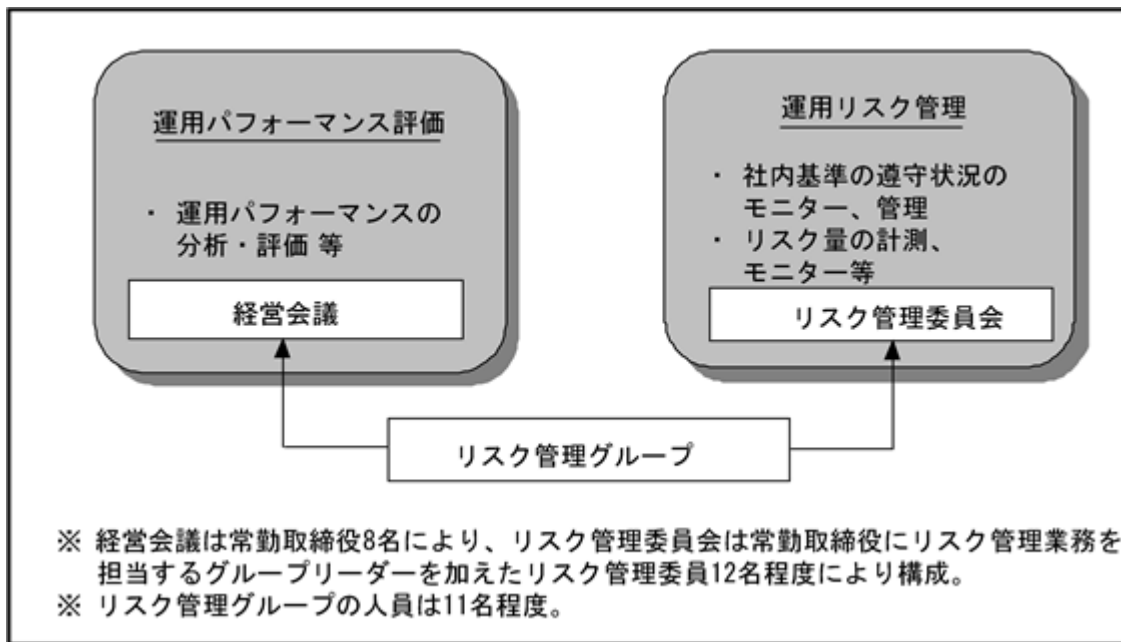 運用パフォーマンス評価
・ 運用パフォーマンスの
分析・評価 等
経営会議
運用リスク管理
・ 社内基準の遵守状況の
モニター、管理
・ リスク量の計測、
モニター等
リスク管理委員会
リスク管理グループ
※ 経営会議は常勤取締役8名により、リスク管理委員会は常勤取締役にリスク管理業務を
担当するグループリーダーを加えたリスク管理委員12名程度により構成。
※ リスク管理グループの人員は11名程度。